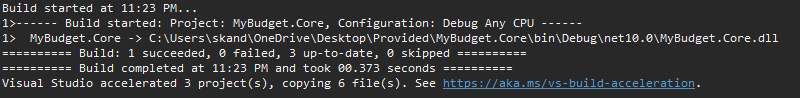 Build started at 11:23 PM...
1>------ Build started: Project: MyBudget.Core, Configuration: Debug Any CPU ------
1>  MyBudget.Core -> C:\Users\skand\OneDrive\Desktop\Provided\MyBudget.Core\bin\Debug\net10.0\MyBudget.Core.dll
========== Build: 1 succeeded, 0 failed, 3 up-to-date, 0 skipped ==========
========== Build completed at 11:23 PM and took 00.373 seconds ==========
Visual Studio accelerated 3 project(s), copying 6 file(s). See https://aka.ms/vs-build-acceleration.